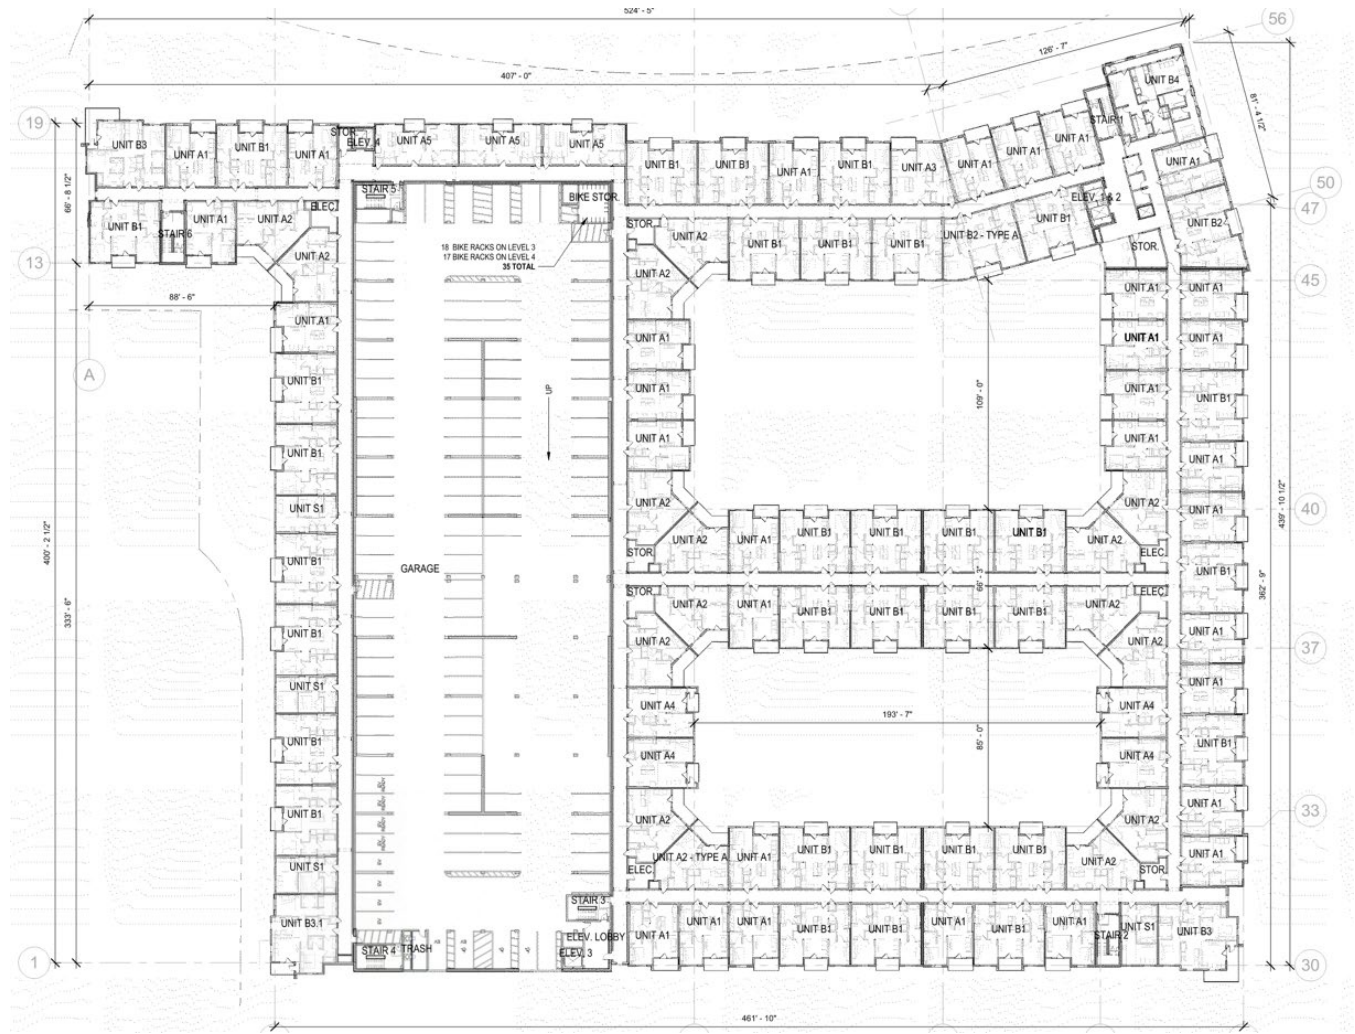 524' - 5"
56
126' - 7"
407' - 0"
UNIT B4
81' - 4 1/2"
19
STOR.
ELEV. 4
STAIR 1
UNIT B3
UNIT A1
UNIT B1
UNIT A1
UNIT A5
UNIT A5
UNIT A5
UNIT B1
UNIT B1
UNIT A1
UNIT B1
UNIT A3
UNIT A1
UNIT A1
UNIT A1
UNIT A1
50
66' - 8 1/2"
STAIR 5
BIKE STOR.
ELEV. 1 & 2
47
ELEC.
UNIT B1
STAIR 6
UNIT A1
UNIT A2
STOR.
UNIT A2
UNIT B1
UNIT B1
UNIT B1
UNIT B2 - TYPE A
UNIT B1
UNIT B2
STOR.
18 BIKE RACKS ON LEVEL 3
17 BIKE RACKS ON LEVEL 4
35 TOTAL
13
UNIT A2
UNIT A2
UNIT A1
UNIT A1
45
88' - 6"
UNIT A1
UNIT A1
UNIT A1
UNIT A1
A
UNIT B1
UP
UNIT A1
109' - 0"
UNIT A1
UNIT B1
UNIT B1
UNIT A1
UNIT A1
UNIT A1
UNIT S1
UNIT A2
UNIT A2
UNIT A1
40
439' - 10 1/2"
400' - 2 1/2"
UNIT B1
STOR.
UNIT A2
UNIT A1
UNIT B1
UNIT B1
UNIT B1
UNIT B1
UNIT A2
ELEC.
GARAGE
66' - 3"
UNIT B1
362' - 9"
333' - 6"
STOR.
UNIT A2
UNIT A1
UNIT B1
UNIT B1
UNIT B1
UNIT B1
UNIT A2
ELEC.
UNIT B1
UNIT A2
UNIT A2
UNIT A1
37
UNIT S1
UNIT A4
UNIT A4
UNIT A1
193' - 7"
UNIT B1
85' - 0"
UNIT A4
UNIT A4
UNIT B1
UNIT B1
UNIT A2
UNIT A2
UNIT A1
33
UNIT S1
ELEC.
UNIT A2 - TYPE A
UNIT A1
UNIT B1
UNIT B1
UNIT B1
UNIT B1
UNIT A2
STOR.
UNIT A1
STAIR 3
UNIT B3.1
UNIT A1
UNIT A1
UNIT A1
UNIT B1
UNIT B1
UNIT A1
UNIT B1
UNIT A1
STAIR 2
UNIT S1
UNIT B3
STAIR 4
TRASH
ELEV. LOBBY
ELEV. 3
1
30
461' - 10"